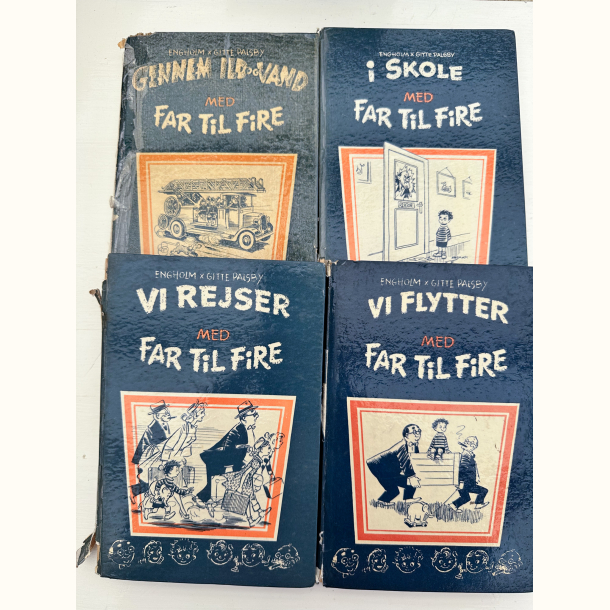 ENGHOLM x GITTE PALSBY
GENNEM ILD og VAND
MED
FAR TiL FiRE
ENGHOLM x GITTE PALSBY
i SKOLE
MED
FAR TiL FiRE
ENGHOLM x GITTE PALSBY
Vi REJSER
MED
FAR TiL FiRE
ENGHOLM x GITTE PALSBY
Vi FLYTTER
MED
FAR TiL FiRE